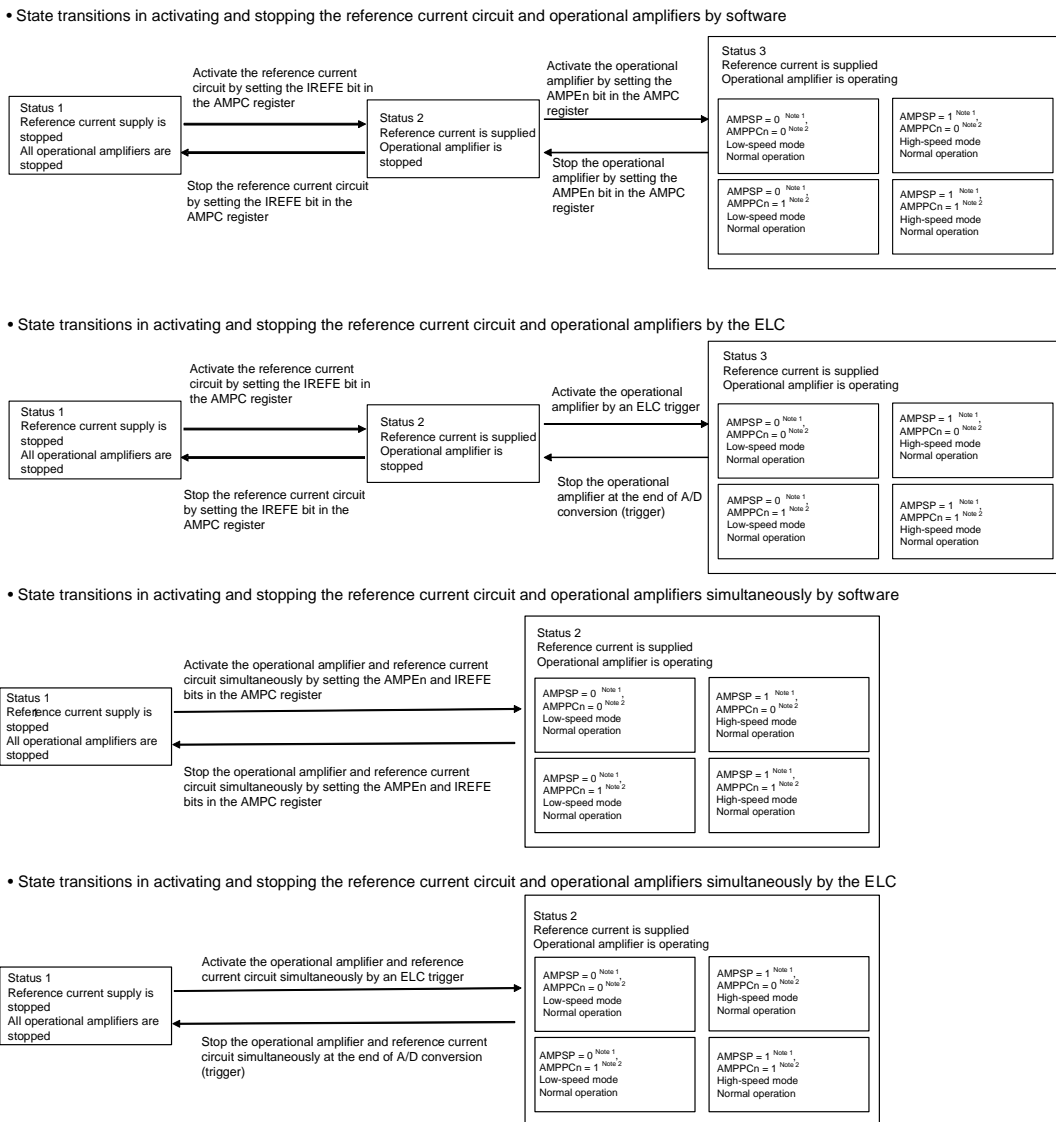 • State transitions in activating and stopping the reference current circuit and operational amplifiers by software
Status 1
Reference current supply is
stopped
All operational amplifiers are
stopped
Activate the reference current
circuit by setting the IREFE bit in
the AMPC register
Stop the reference current circuit
by setting the IREFE bit in the
AMPC register
Status 2
Reference current is supplied
Operational amplifier is
stopped
Activate the operational
amplifier by setting the
AMPEn bit in the AMPC
register
Stop the operational
amplifier by setting the
AMPEn bit in the AMPC
register
Status 3
Reference current is supplied
Operational amplifier is operating
AMPSP = 0 Note 1,
AMPPCn = 0 Note 2
Low-speed mode
Normal operation
AMPSP = 1 Note 1,
AMPPCn = 0 Note 2
High-speed mode
Normal operation
AMPSP = 0 Note 1,
AMPPCn = 1 Note 2
Low-speed mode
Normal operation
AMPSP = 1 Note 1,
AMPPCn = 1 Note 2
High-speed mode
Normal operation
• State transitions in activating and stopping the reference current circuit and operational amplifiers by the ELC
Status 1
Reference current supply is
stopped
All operational amplifiers are
stopped
Activate the reference current
circuit by setting the IREFE bit in
the AMPC register
Stop the reference current circuit
by setting the IREFE bit in the
AMPC register
Status 2
Reference current is supplied
Operational amplifier is
stopped
Activate the operational
amplifier by an ELC trigger
Stop the operational
amplifier at the end of A/D
conversion (trigger)
Status 3
Reference current is supplied
Operational amplifier is operating
AMPSP = 0 Note 1,
AMPPCn = 0 Note 2
Low-speed mode
Normal operation
AMPSP = 1 Note 1,
AMPPCn = 0 Note 2
High-speed mode
Normal operation
AMPSP = 0 Note 1,
AMPPCn = 1 Note 2
Low-speed mode
Normal operation
AMPSP = 1 Note 1,
AMPPCn = 1 Note 2
High-speed mode
Normal operation
• State transitions in activating and stopping the reference current circuit and operational amplifiers simultaneously by software
Status 1
Reference current supply is
stopped
All operational amplifiers are
stopped
Activate the operational amplifier and reference current
circuit simultaneously by setting the AMPEn and IREFE
bits in the AMPC register
Stop the operational amplifier and reference current
circuit simultaneously by setting the AMPEn and IREFE
bits in the AMPC register
Status 2
Reference current is supplied
Operational amplifier is operating
AMPSP = 0 Note 1,
AMPPCn = 0 Note 2
Low-speed mode
Normal operation
AMPSP = 1 Note 1,
AMPPCn = 0 Note 2
High-speed mode
Normal operation
AMPSP = 0 Note 1,
AMPPCn = 1 Note 2
Low-speed mode
Normal operation
AMPSP = 1 Note 1,
AMPPCn = 1 Note 2
High-speed mode
Normal operation
• State transitions in activating and stopping the reference current circuit and operational amplifiers simultaneously by the ELC
Status 1
Reference current supply is
stopped
All operational amplifiers are
stopped
Activate the operational amplifier and reference
current circuit simultaneously by an ELC trigger
Stop the operational amplifier and reference current
circuit simultaneously at the end of A/D conversion
(trigger)
Status 2
Reference current is supplied
Operational amplifier is operating
AMPSP = 0 Note 1,
AMPPCn = 0 Note 2
Low-speed mode
Normal operation
AMPSP = 1 Note 1,
AMPPCn = 0 Note 2
High-speed mode
Normal operation
AMPSP = 0 Note 1,
AMPPCn = 1 Note 2
Low-speed mode
Normal operation
AMPSP = 1 Note 1,
AMPPCn = 1 Note 2
High-speed mode
Normal operation